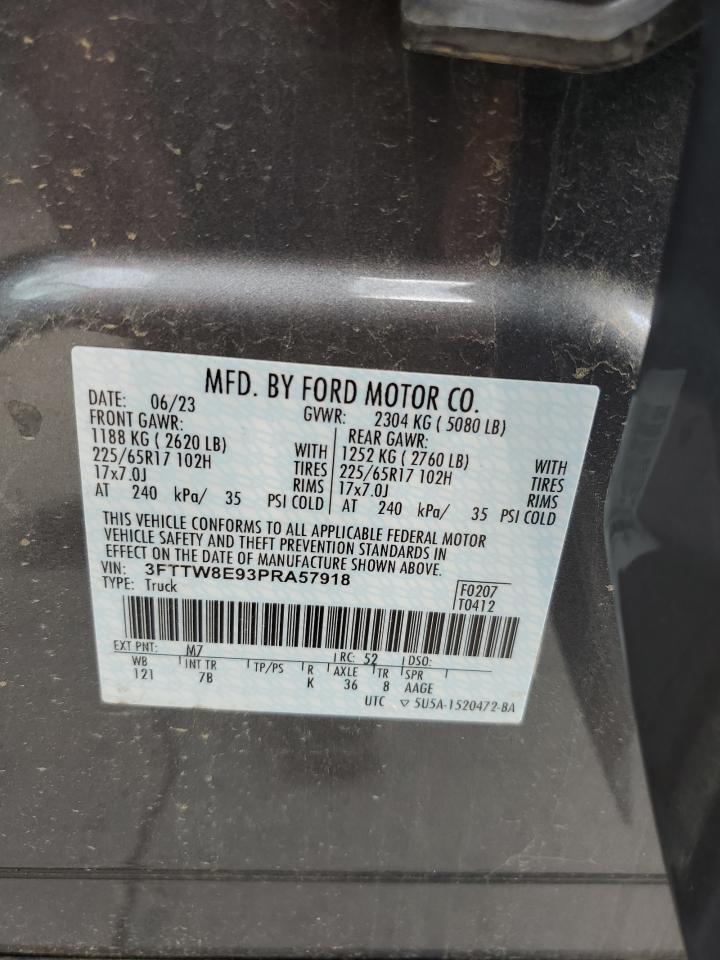 MFD. BY FORD MOTOR CO.
DATE: 06/23 GVWR: 2304 KG ( 5080 LB)
FRONT GAWR: REAR GAWR:
1188 KG ( 2620 LB) WITH 1252 KG ( 2760 LB) WITH
225/65R17 102H TIRES 225/65R17 102H TIRES
17x7.0J RIMS 17x7.0J RIMS
AT 240 kPa/ 35 PSI COLD AT 240 kPa/ 35 PSI COLD
THIS VEHICLE CONFORMS TO ALL APPLICABLE FEDERAL MOTOR
VEHICLE SAFETY AND THEFT PREVENTION STANDARDS IN
EFFECT ON THE DATE OF MANUFACTURE SHOWN ABOVE.
VIN: 3FTTW8E93PRA57918
TYPE: Truck F0207
T0412
EXT PNT: M7 RC: 52 DSO:
WB INT TR TP/PS R AXLE TR SPR
121 7B K 36 8 AAGE
UTC ▽ 5U5A-1520472-BA